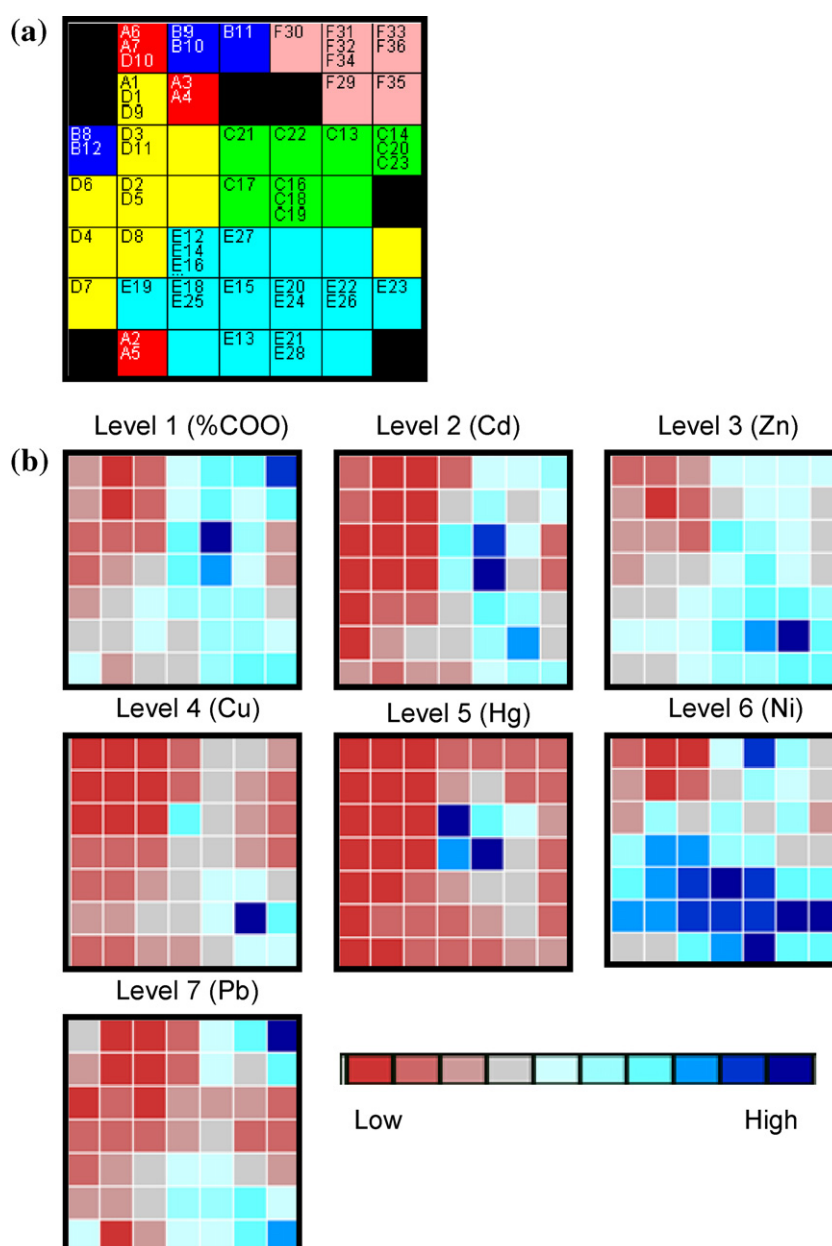 (a)
A6 B9 B11 F30 F31 F33
A7 B10 F32 F36
D10 F34
A1 A3 F29 F35
D1 A4
D9
B8 D3 C21 C22 C13 C14
B12 D11 C20
C23
D6 D2 C17 C16
D5 C18
C19
D4 D8 E12 E27
E14
E16
...
D7 E19 E18 E15 E20 E22 E23
E25 E24 E26
A2 E13 E21
A5 E28
(b)
Level 1 (%COO) Level 2 (Cd) Level 3 (Zn)
Level 4 (Cu) Level 5 (Hg) Level 6 (Ni)
Level 7 (Pb)
Low High